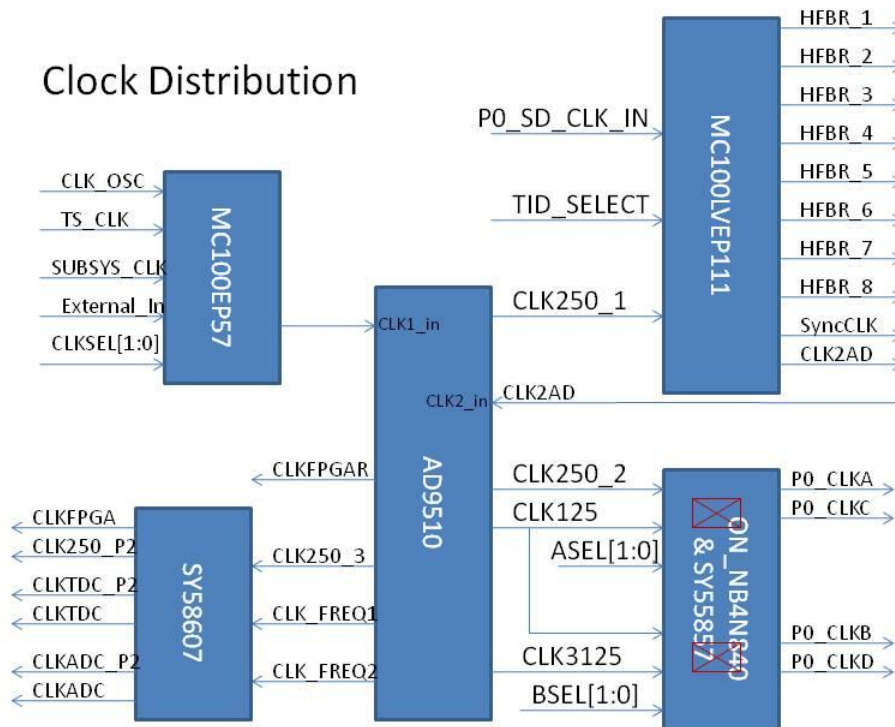 Clock Distribution
CLK_OSC
TS_CLK
SUBSYS_CLK
External_In
CLKSEL[1:0]
MC100EP57
P0_SD_CLK_IN
TID_SELECT
CLK250_1
MC100LVEP111
HFBR_1
HFBR_2
HFBR_3
HFBR_4
HFBR_5
HFBR_6
HFBR_7
HFBR_8
SyncCLK
CLK2AD
CLK1_in
CLK2_in
CLK2AD
AD9510
CLKFPGAR
CLK250_3
CLK_FREQ1
CLK_FREQ2
CLKFPGA
CLK250_P2
CLKTDC_P2
CLKTDC
CLKADC_P2
CLKADC
SY58607
CLK250_2
CLK125
ASEL[1:0]
CLK3125
BSEL[1:0]
ON_NB4N840
& SY55857
P0_CLKA
P0_CLKC
P0_CLKB
P0_CLKD